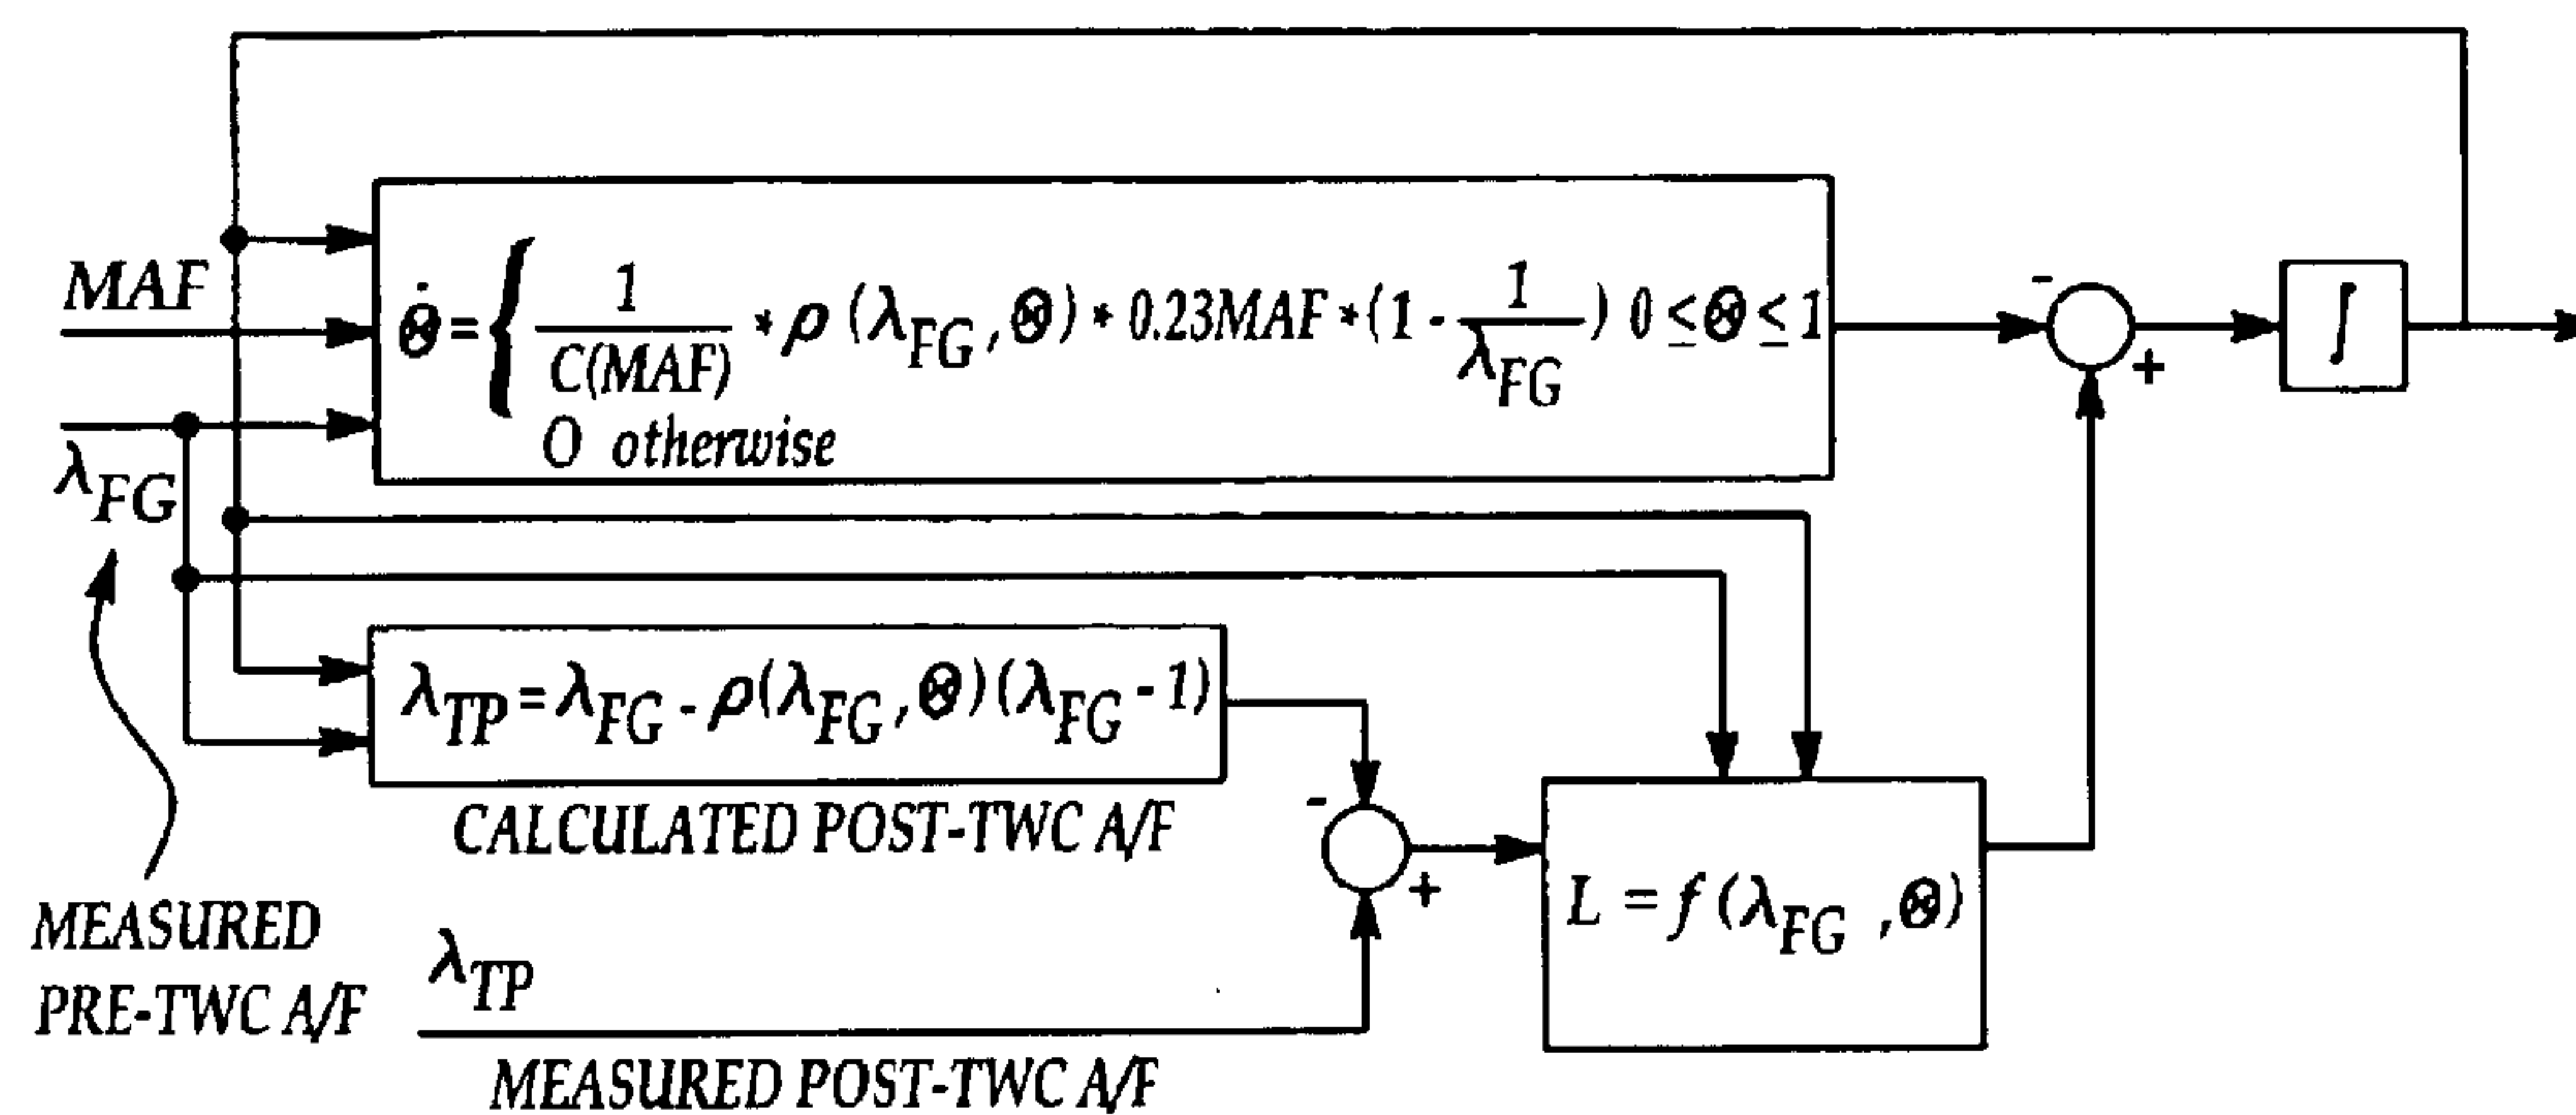 MAF
λFG
MEASURED
PRE-TWC A/F
Θ̇ = { 1/C(MAF) * ρ (λFG, Θ) * 0.23MAF * (1 - 1/λFG) 0 ≤ Θ ≤ 1
O otherwise
-
+
∫
λTP = λFG - ρ(λFG, Θ)(λFG - 1)
CALCULATED POST-TWC A/F
-
+
λTP
MEASURED POST-TWC A/F
L = f (λFG , Θ)